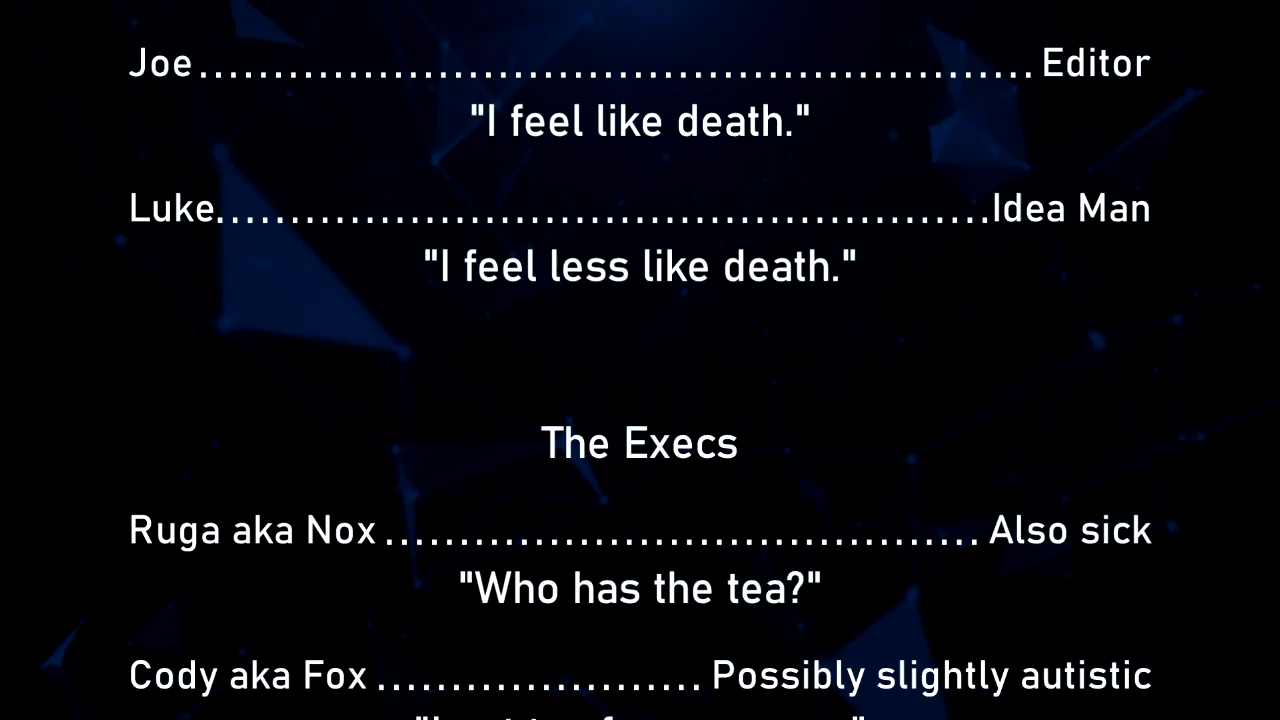 Joe........................................................ Editor
"I feel like death."
Luke....................................................Idea Man
"I feel less like death."
The Execs
Ruga aka Nox ........................................ Also sick
"Who has the tea?"
Cody aka Fox ...................... Possibly slightly autistic